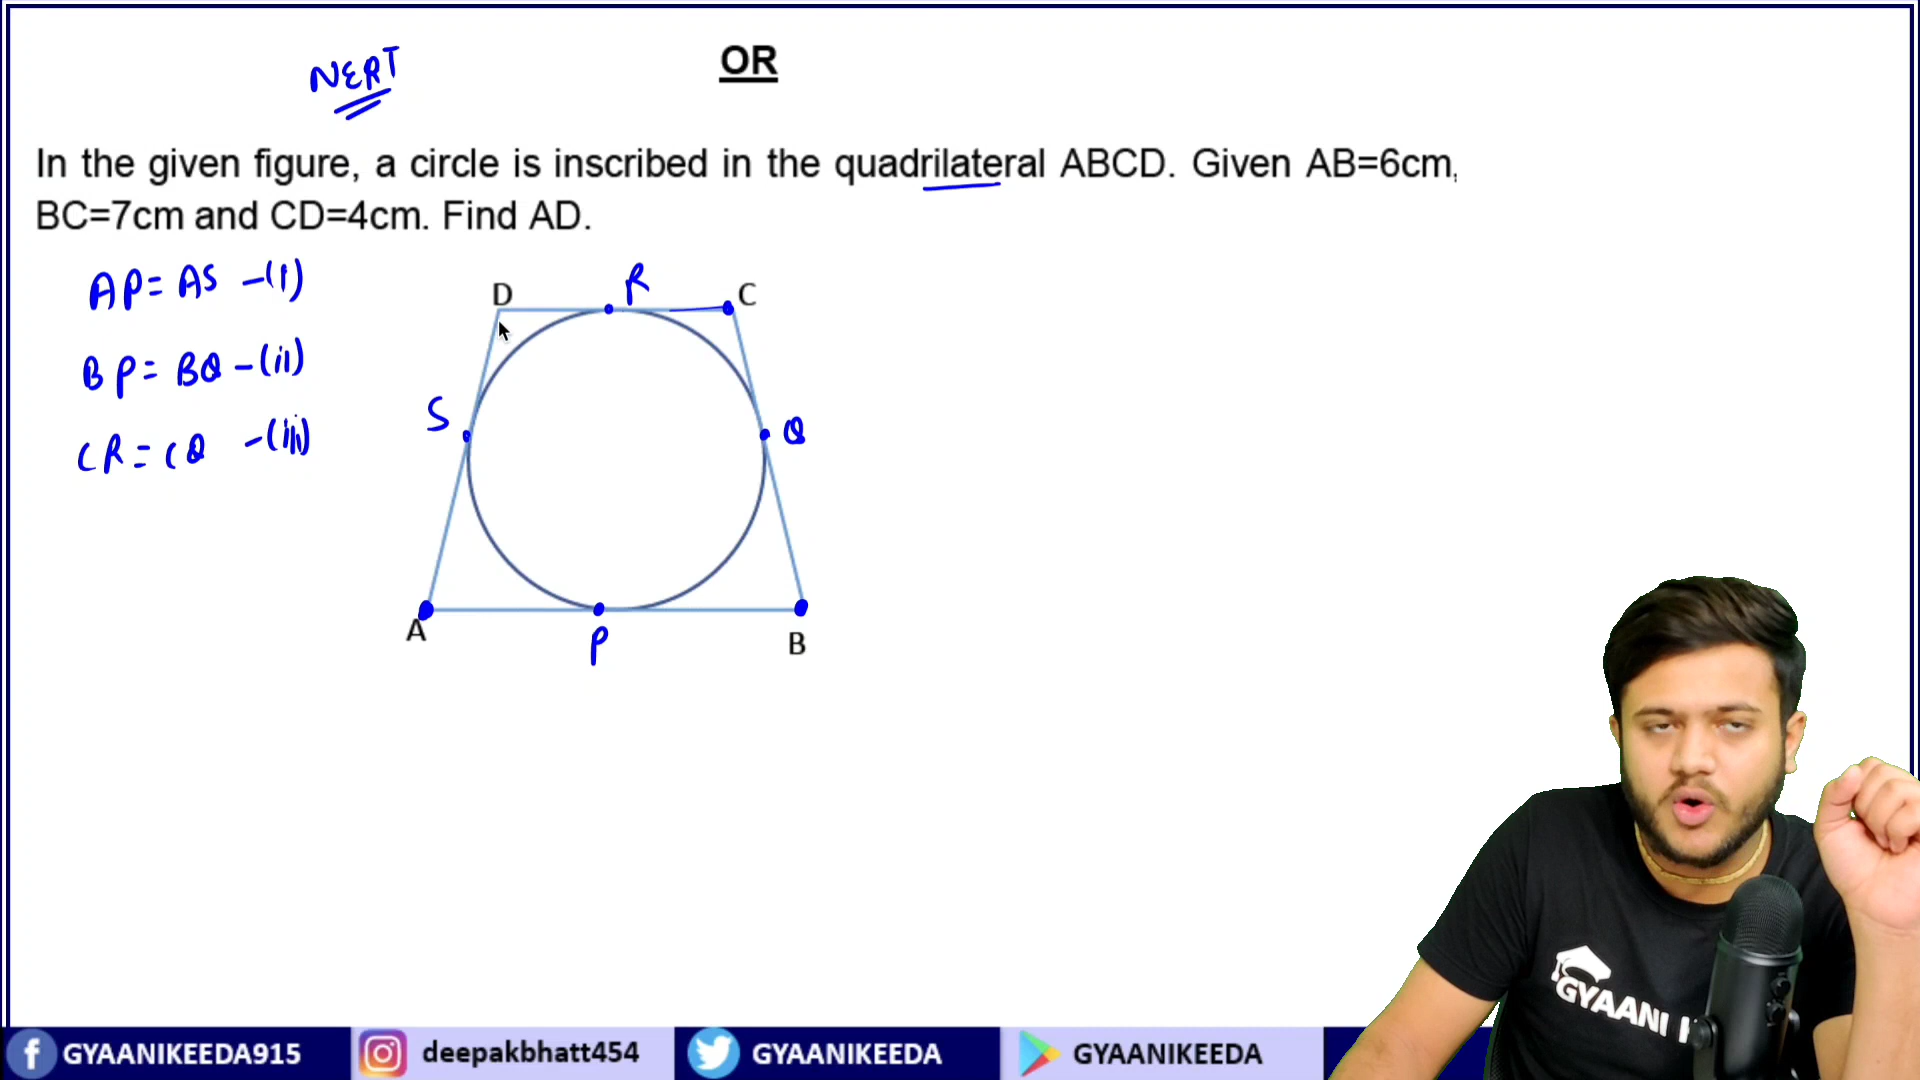 NERT
OR
In the given figure, a circle is inscribed in the quadrilateral ABCD. Given AB=6cm,
BC=7cm and CD=4cm. Find AD.
AP = AS -(i)
BP = BQ -(ii)
CR = CQ -(iii)
D
R
C
S
Q
A
P
B
GYAANI
GYAANIKEEDA915
deepakbhatt454
GYAANIKEEDA
GYAANIKEEDA